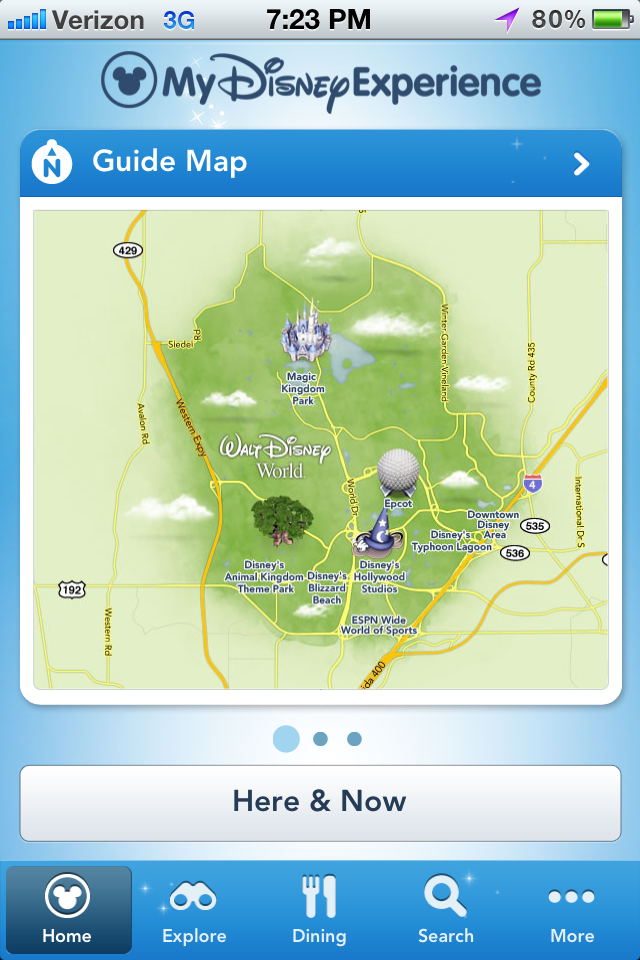 Verizon 3G 7:23 PM 80%
My Disney Experience
N Guide Map
429
Siedel Rd
Winter Garden Vineland
County Rd 435
Magic
Kingdom
Park
Avalon Rd
Western Expy
Walt Disney
World
World Dr
Epcot
4
International Dr S
Downtown
Disney
Area
535
Disney's
Typhoon Lagoon
536
Disney's
Animal Kingdom
Theme Park
Disney's
Blizzard
Beach
Disney's
Hollywood
Studios
192
Western Rd
ESPN Wide
World of Sports
ida 400
Here & Now
Home Explore Dining Search More